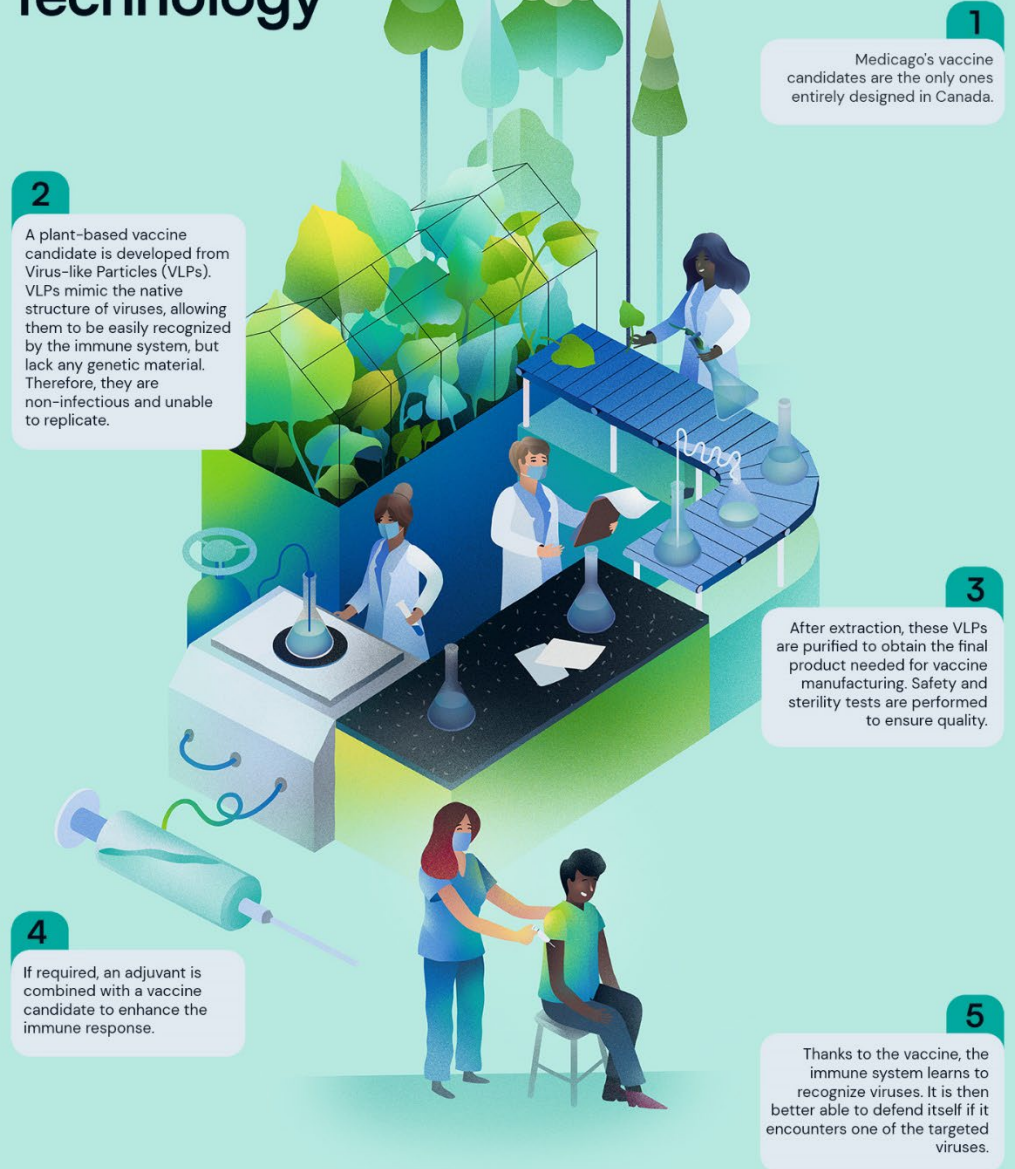 Technology
1
Medicago's vaccine
candidates are the only ones
entirely designed in Canada.
2
A plant-based vaccine
candidate is developed from
Virus-like Particles (VLPs).
VLPs mimic the native
structure of viruses, allowing
them to be easily recognized
by the immune system, but
lack any genetic material.
Therefore, they are
non-infectious and unable
to replicate.
3
After extraction, these VLPs
are purified to obtain the final
product needed for vaccine
manufacturing. Safety and
sterility tests are performed
to ensure quality.
4
If required, an adjuvant is
combined with a vaccine
candidate to enhance the
immune response.
5
Thanks to the vaccine, the
immune system learns to
recognize viruses. It is then
better able to defend itself if it
encounters one of the targeted
viruses.